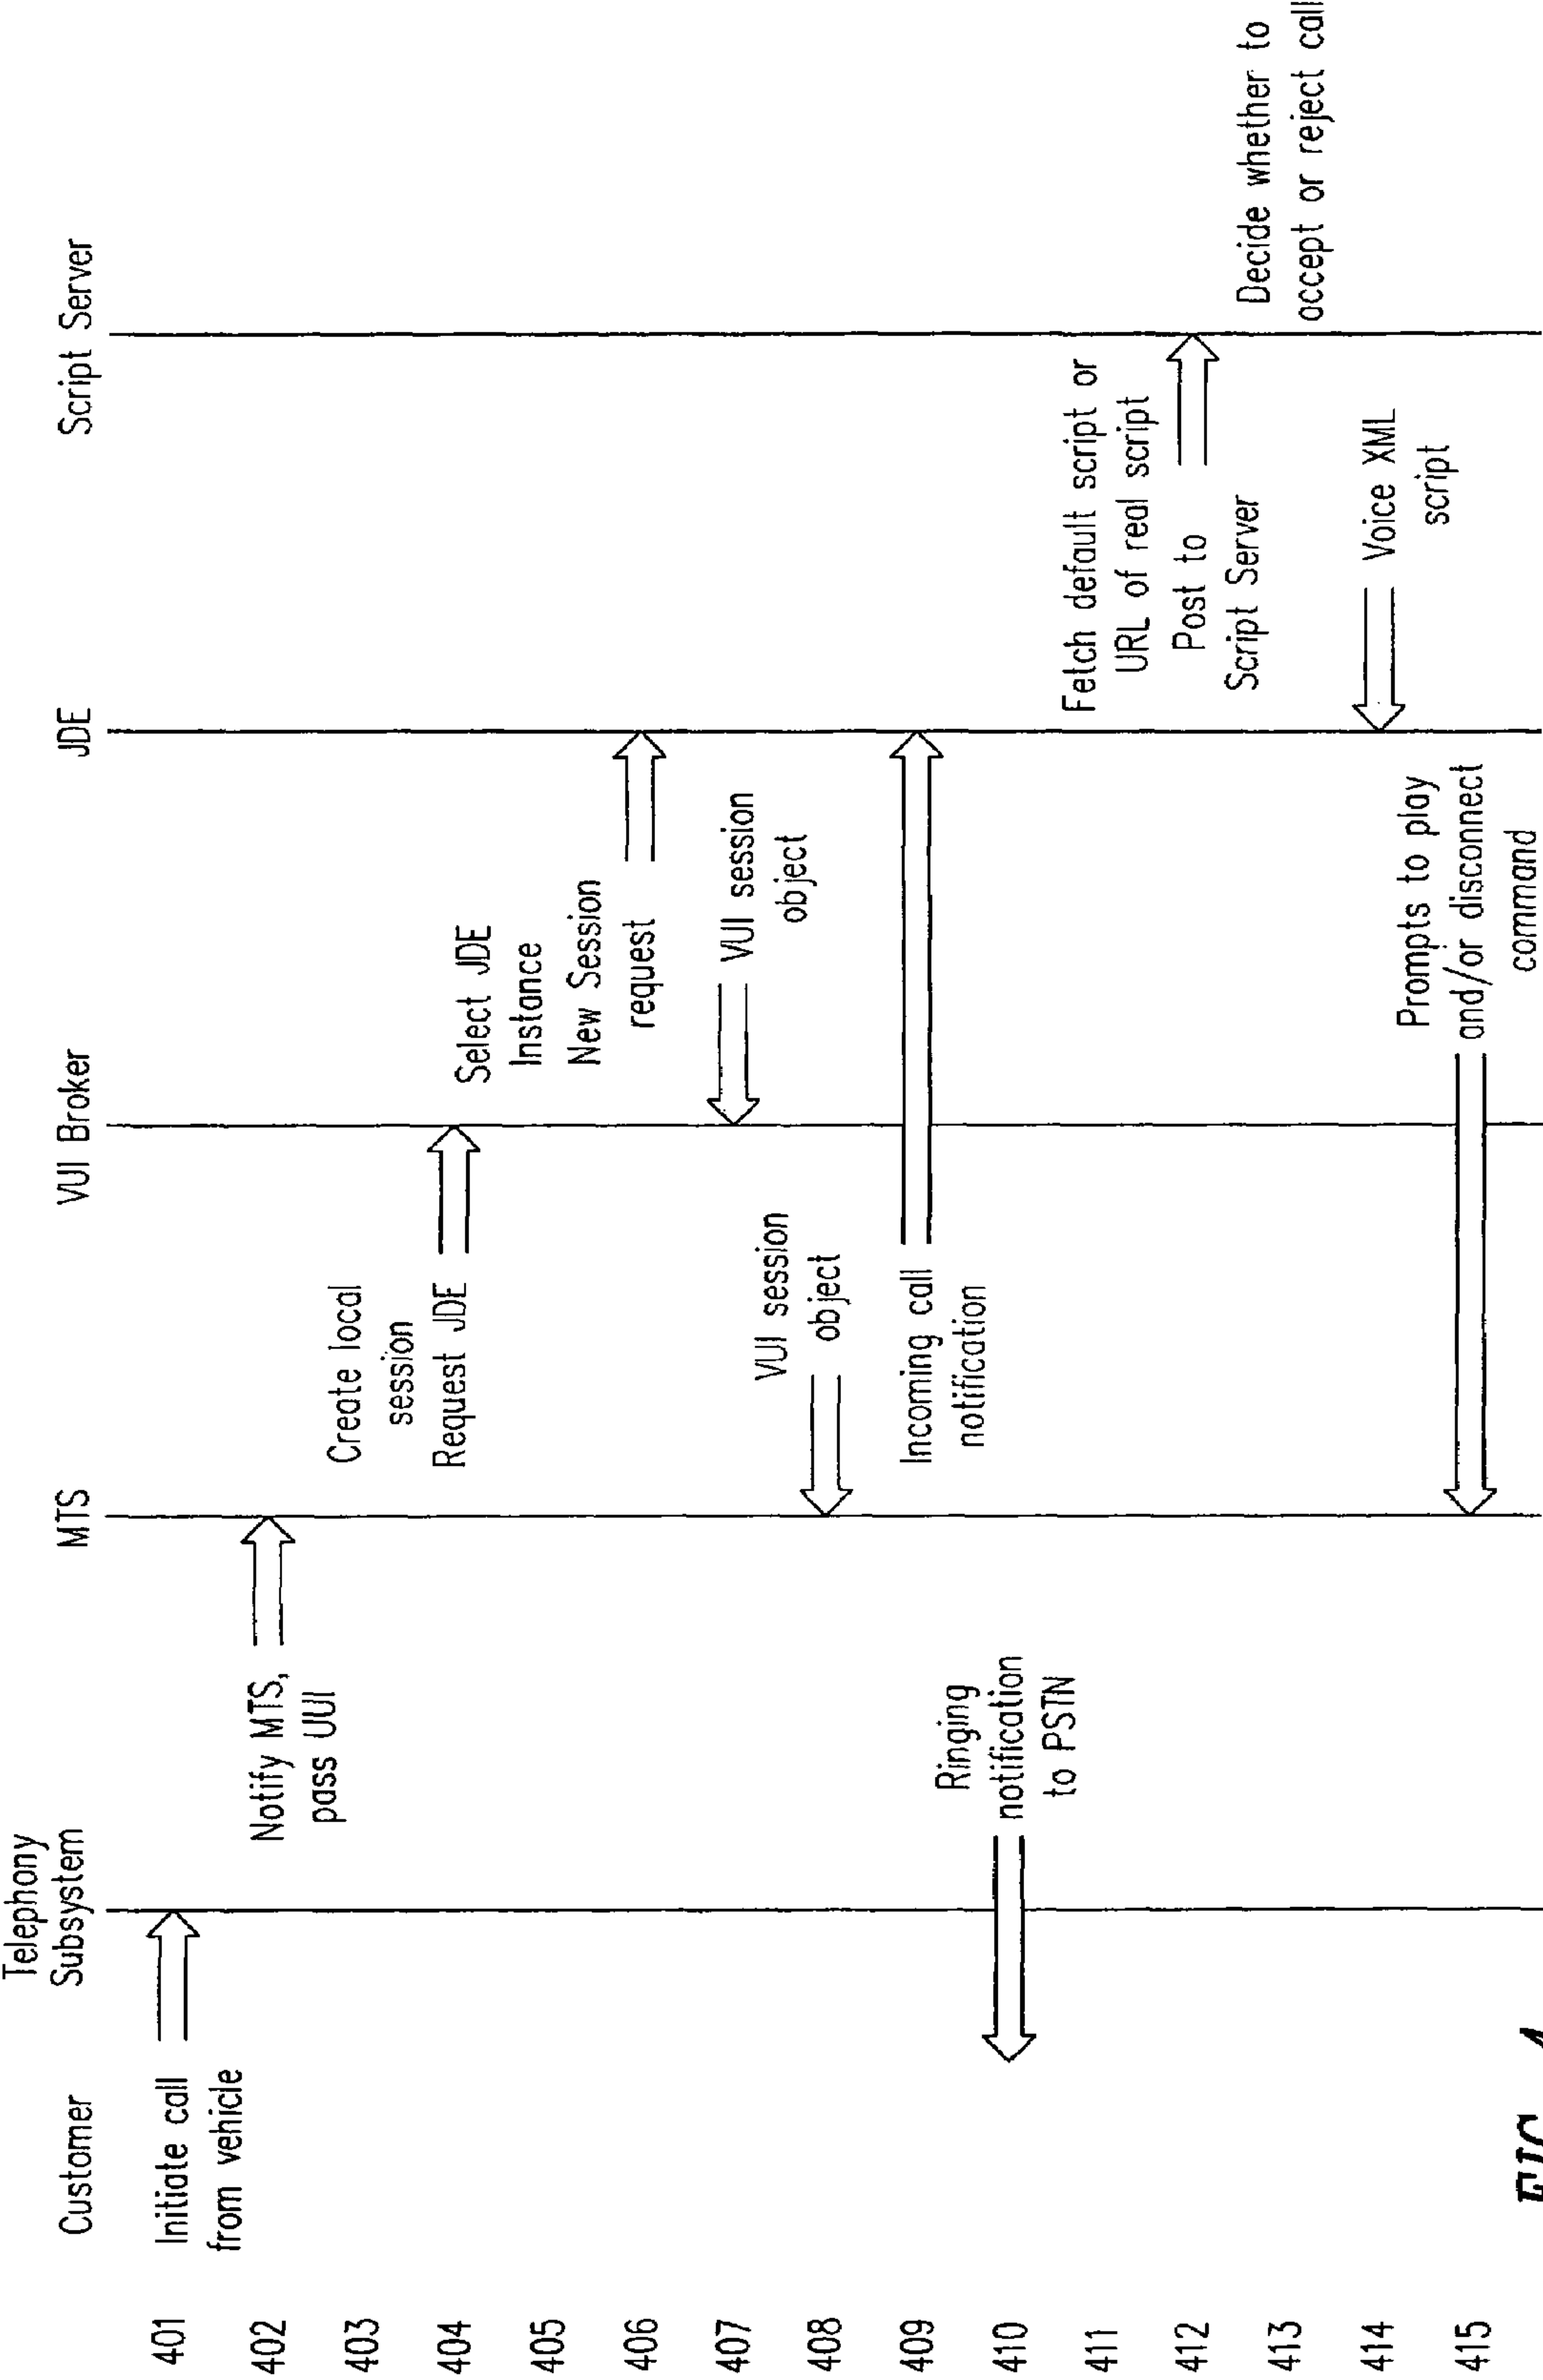 Customer
Telephony
Subsystem
MTS
VUI Broker
JDE
Script Server
401
Initiate call
from vehicle
402
Notify MTS,
pass UUI
403
Create local
session
404
Request JDE
405
Select JDE
Instance
406
New Session
request
407
VUI session
object
408
VUI session
object
409
Incoming call
notification
410
Ringing
notification
to PSTN
411
Fetch default script or
URL of real script
412
Post to
Script Server
413
Decide whether to
accept or reject call
414
Voice XML
script
415
Prompts to play
and/or disconnect
command